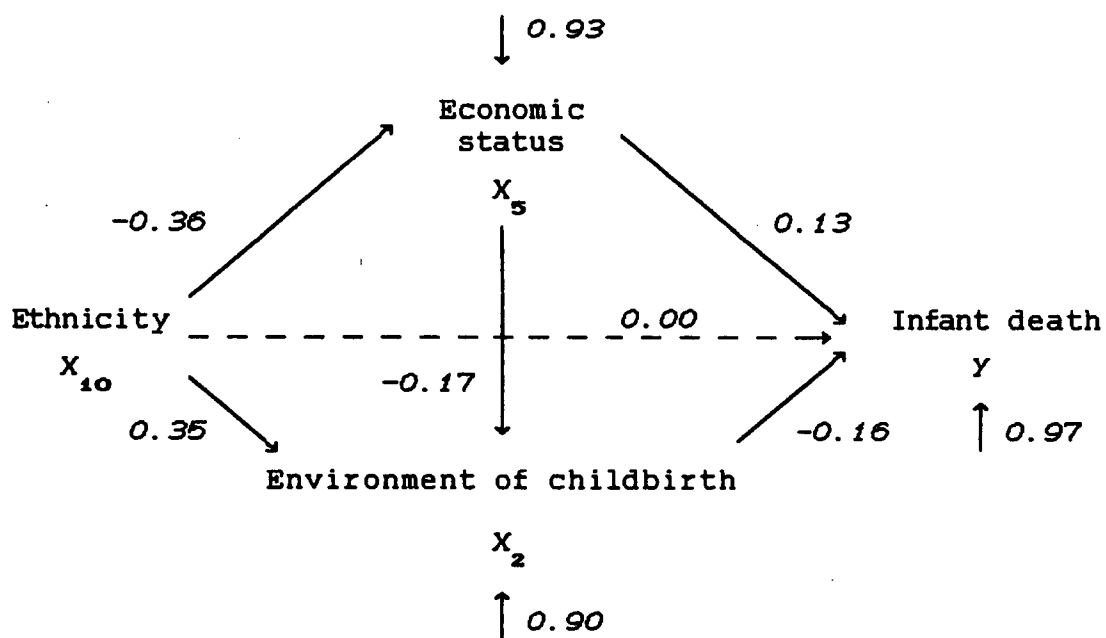 0.93
Economic
status
X₅
-0.36
0.13
Ethnicity
0.00
Infant death
X₁₀
-0.17
y
0.35
-0.16
0.97
Environment of childbirth
X₂
0.90